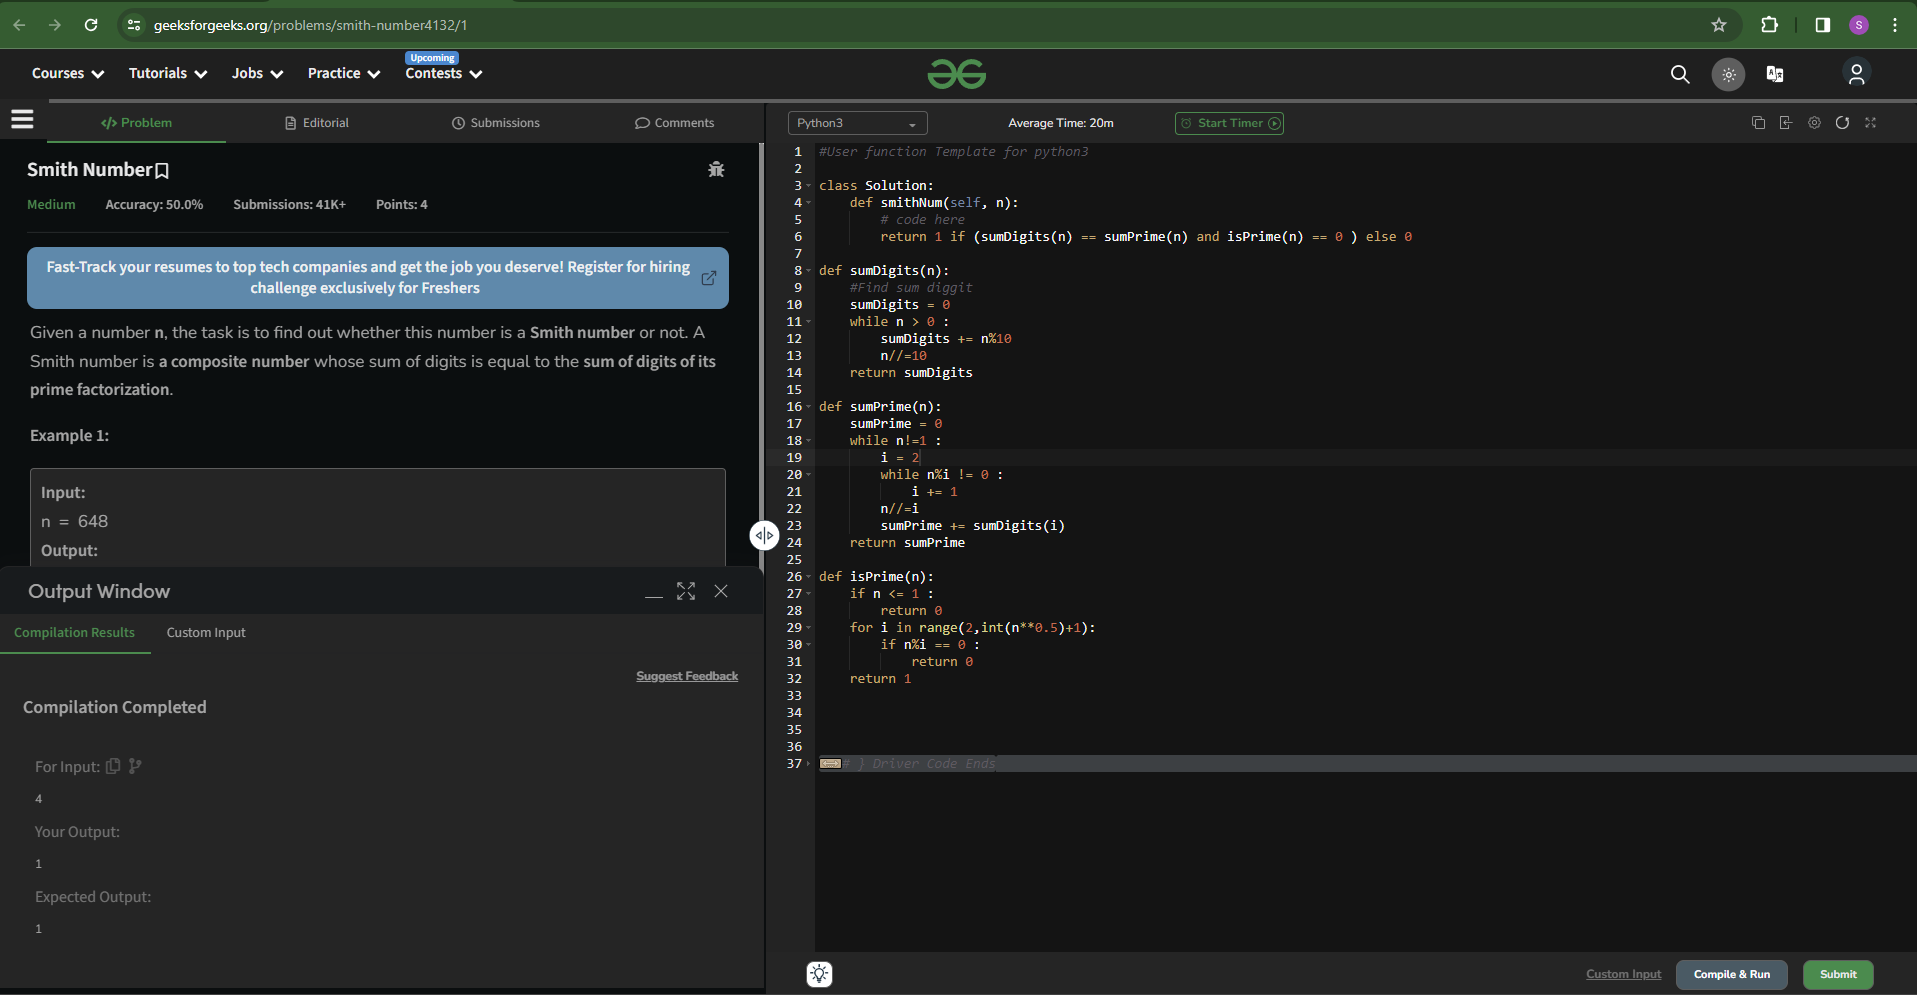 geeksforgeeks.org/problems/smith-number4132/1
S
Courses
Tutorials
Jobs
Practice
Upcoming
Contests
Problem
Editorial
Submissions
Comments
Smith Number
Medium
Accuracy: 50.0%
Submissions: 41K+
Points: 4
Fast-Track your resumes to top tech companies and get the job you deserve! Register for hiring
challenge exclusively for Freshers
Given a number n, the task is to find out whether this number is a Smith number or not. A
Smith number is a composite number whose sum of digits is equal to the sum of digits of its
prime factorization.
Example 1:
Input:
n = 648
Output:
Output Window
Compilation Results
Custom Input
Suggest Feedback
Compilation Completed
For Input:
4
Your Output:
1
Expected Output:
1
Python3
Average Time: 20m
Start Timer
1 #User function Template for python3
2
3 class Solution:
4     def smithNum(self, n):
5         # code here
6         return 1 if (sumDigits(n) == sumPrime(n) and isPrime(n) == 0 ) else 0
7
8 def sumDigits(n):
9     #Find sum diggit
10     sumDigits = 0
11     while n > 0 :
12         sumDigits += n%10
13         n//=10
14     return sumDigits
15
16 def sumPrime(n):
17     sumPrime = 0
18     while n!=1 :
19         i = 2
20         while n%i != 0 :
21             i += 1
22         n//=i
23         sumPrime += sumDigits(i)
24     return sumPrime
25
26 def isPrime(n):
27     if n <= 1 :
28         return 0
29     for i in range(2,int(n**0.5)+1):
30         if n%i == 0 :
31             return 0
32     return 1
33
34
35
36
37 # } Driver Code Ends
Custom Input
Compile & Run
Submit